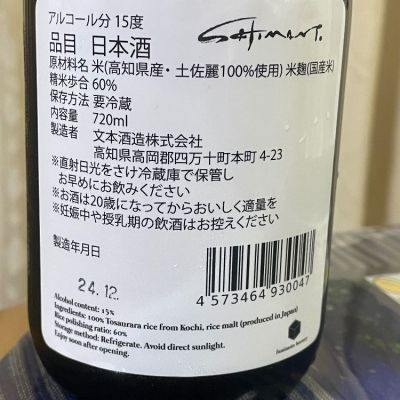 アルコール分 15度
SHIMANT.
品目 日本酒
原材料名 米(高知県産・土佐麗100%使用) 米麹(国産米)
精米歩合 60%
保存方法 要冷蔵
内容量 720ml
製造者 文本酒造株式会社
高知県高岡郡四万十町本町 4-23
※直射日光をさけ冷蔵庫で保管し
お早めにお飲みください
※お酒は20歳になってからおいしく適量を
※妊娠中や授乳期の飲酒はお控えください
製造年月日
24.12.
4 573464 930047
Alcohol content: 15%
Ingredients: 100% Tosaurara rice from Kochi, rice malt (produced in Japan)
Rice polishing ratio: 60%
Storage method: Refrigerate. Avoid direct sunlight.
Enjoy soon after opening.